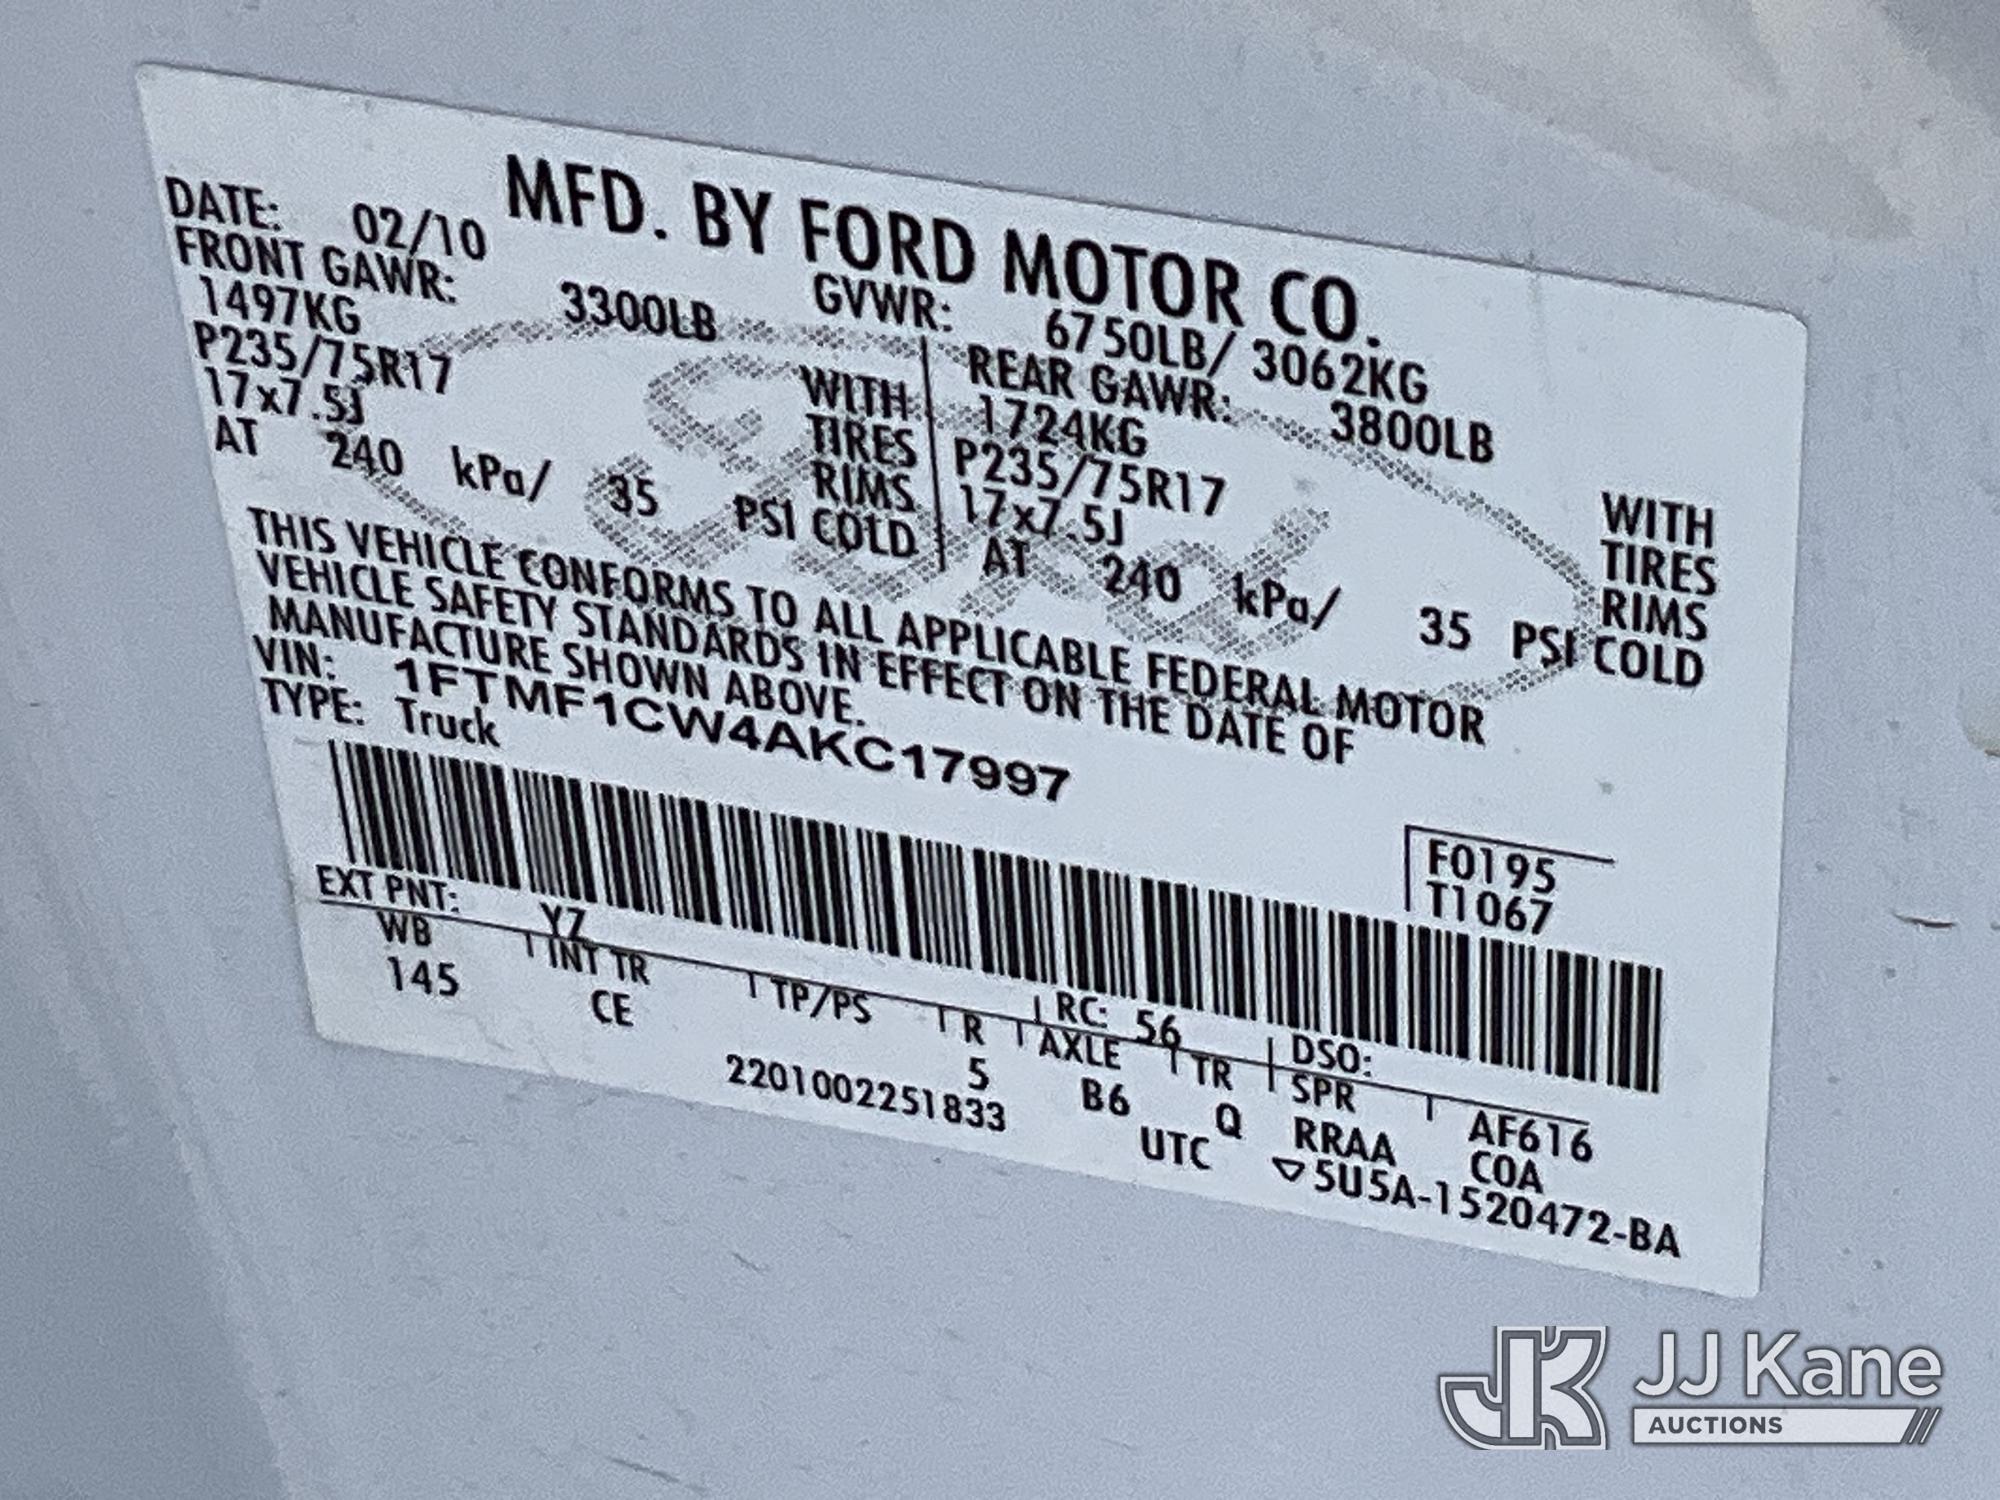 MFD. BY FORD MOTOR CO.
DATE: 02/10 GVWR: 6750LB/ 3062KG
FRONT GAWR: 3300LB REAR GAWR: 3800LB
1497KG WITH 1724KG WITH
P235/75R17 TIRES P235/75R17 TIRES
17x7.5J RIMS 17x7.5J RIMS
AT 240 kPa/ 35 PSI COLD AT 240 kPa/ 35 PSI COLD
Ford
THIS VEHICLE CONFORMS TO ALL APPLICABLE FEDERAL MOTOR
VEHICLE SAFETY STANDARDS IN EFFECT ON THE DATE OF
MANUFACTURE SHOWN ABOVE.
VIN: 1FTMF1CW4AKC17997
TYPE: Truck
F0195
T1067
EXT PNT: YZ RC: 56 DSO:
WB INT TR TP/PS R AXLE TR SPR AF616
145 CE 5 B6 Q RRAA COA
2201002251833 UTC ▽5U5A-1520472-BA
JK JJ Kane
AUCTIONS